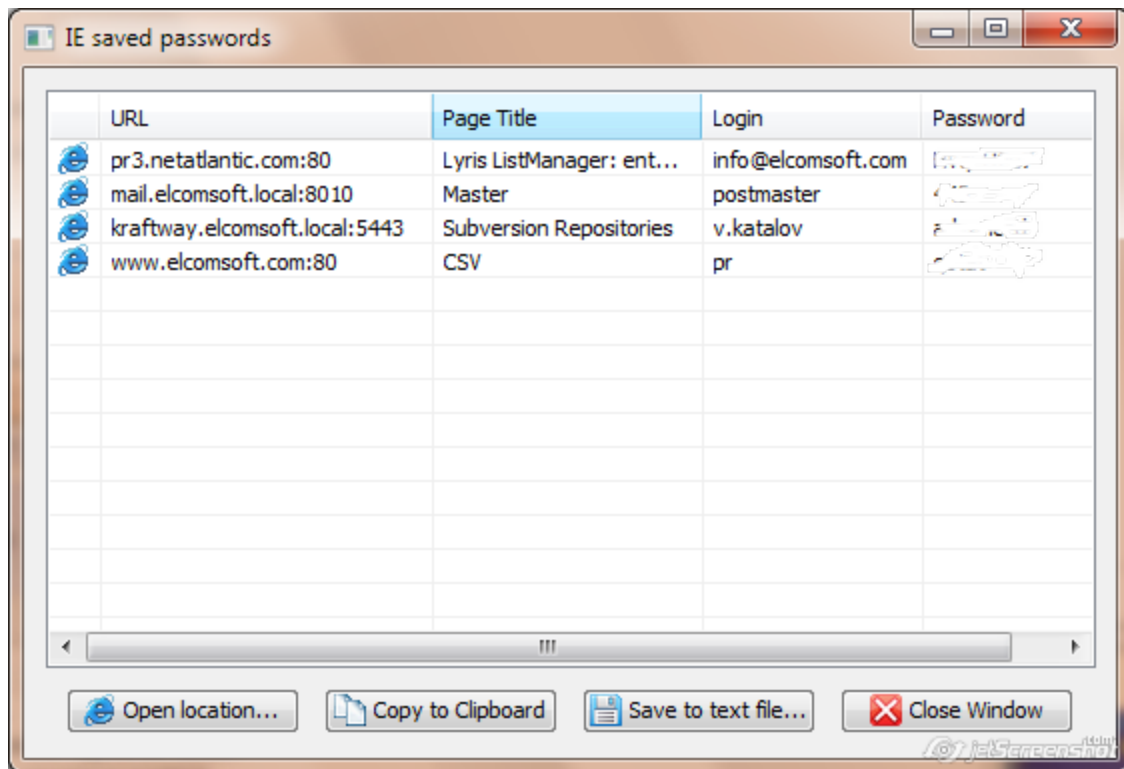 IE saved passwords
URL Page Title Login Password
pr3.netatlantic.com:80 Lyris ListManager: ent... info@elcomsoft.com
mail.elcomsoft.local:8010 Master postmaster
kraftway.elcomsoft.local:5443 Subversion Repositories v.katalov
www.elcomsoft.com:80 CSV pr
Open location... Copy to Clipboard Save to text file... Close Window
jetScreenshot.com